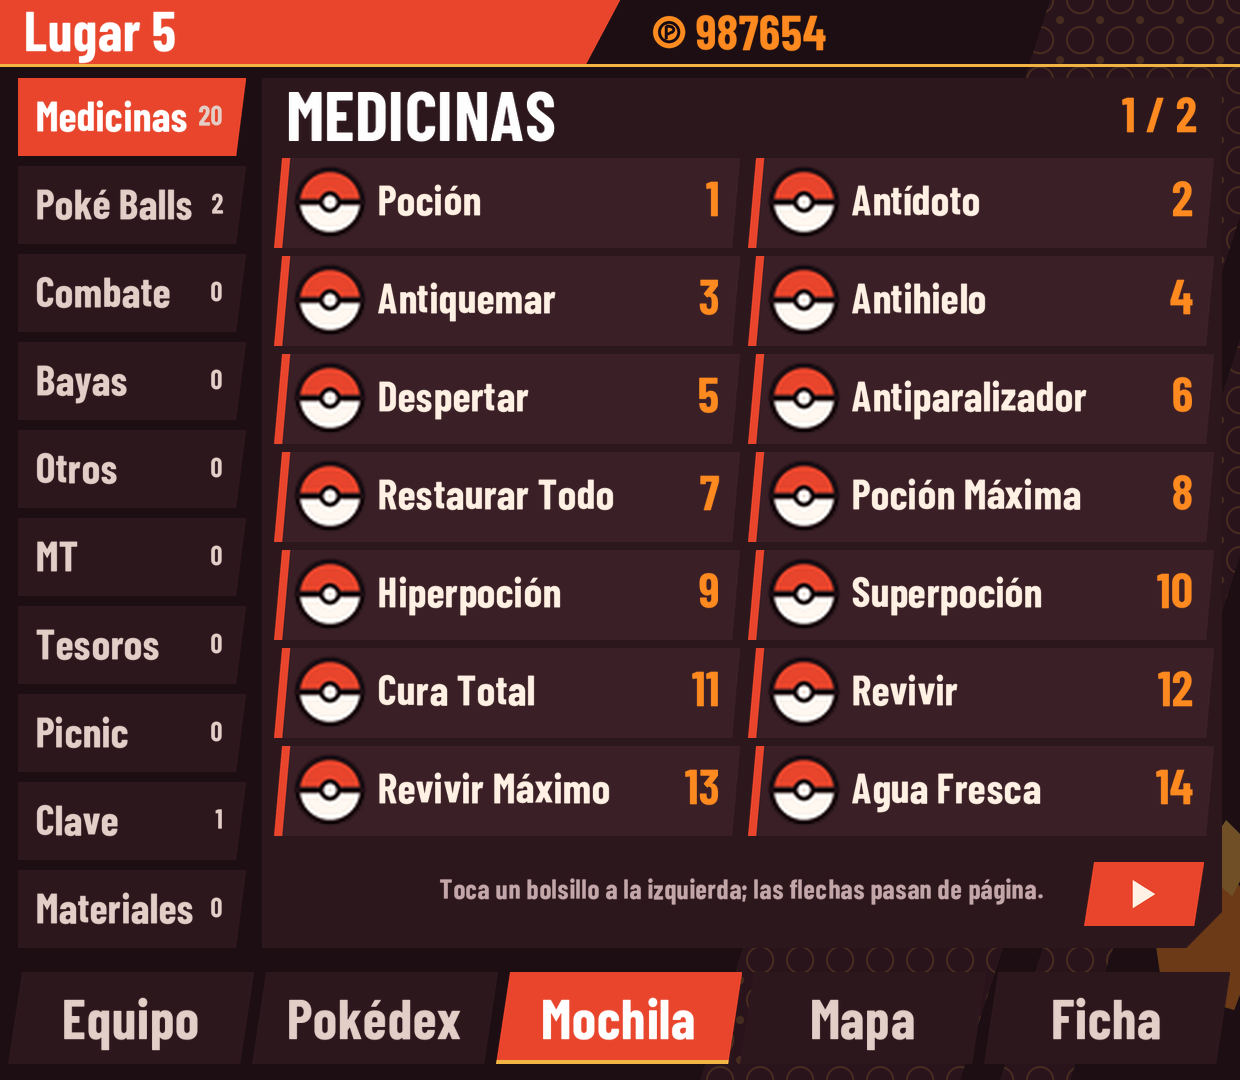 Lugar 5
987654
Medicinas 20
Poké Balls 2
Combate 0
Bayas 0
Otros 0
MT 0
Tesoros 0
Picnic 0
Clave 1
Materiales 0
MEDICINAS
1 / 2
Poción 1
Antídoto 2
Antiquemar 3
Antihielo 4
Despertar 5
Antiparalizador 6
Restaurar Todo 7
Poción Máxima 8
Hiperpoción 9
Superpoción 10
Cura Total 11
Revivir 12
Revivir Máximo 13
Agua Fresca 14
Toca un bolsillo a la izquierda; las flechas pasan de página.
Equipo
Pokédex
Mochila
Mapa
Ficha